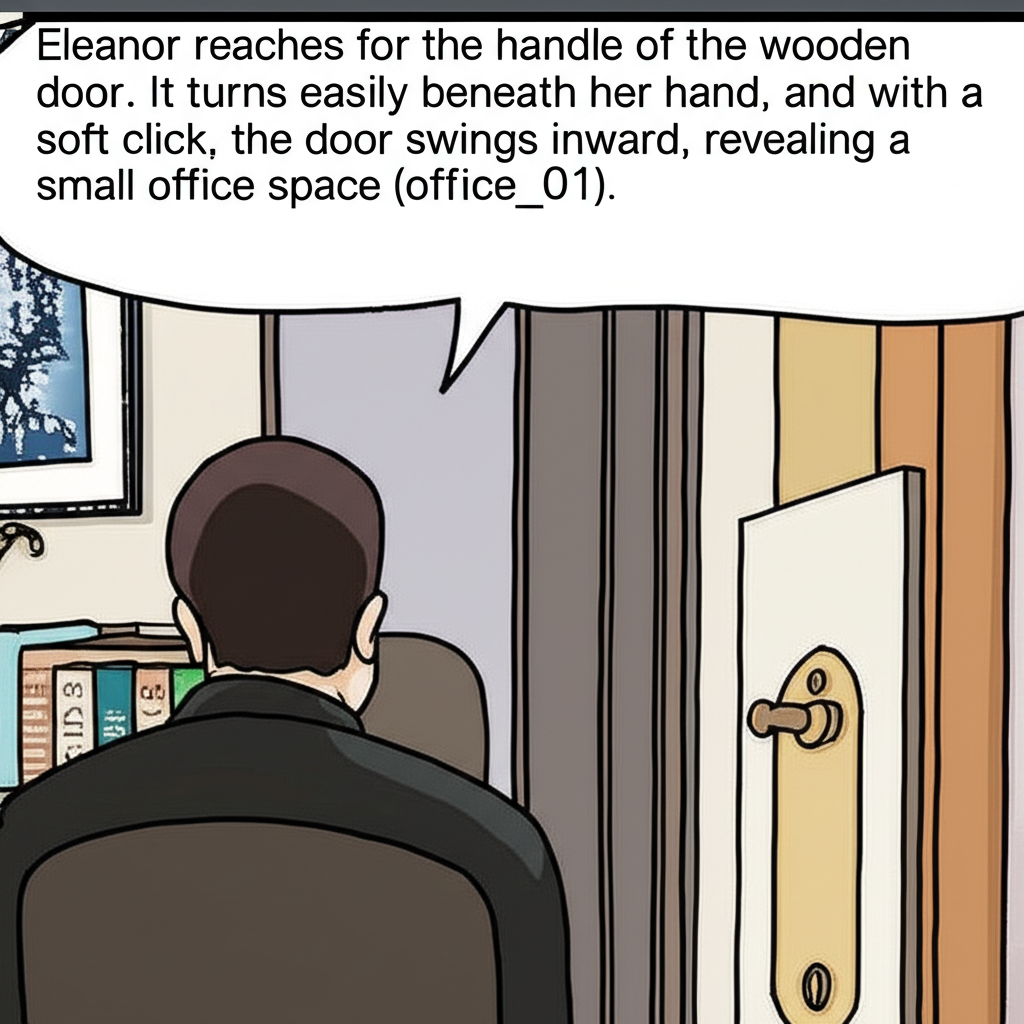 Eleanor reaches for the handle of the wooden
door. It turns easily beneath her hand, and with a
soft click, the door swings inward, revealing a
small office space (office_01).